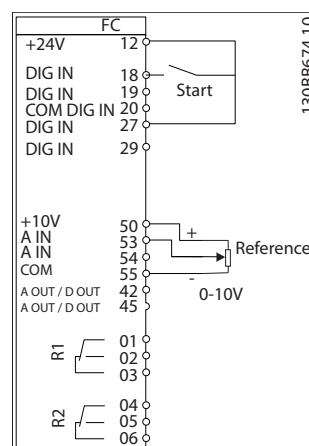 FC
+24V 12
DIG IN 18
DIG IN 19
COM DIG IN 20
DIG IN 27
DIG IN 29
Start
+10V 50
A IN 53
A IN 54
COM 55
A OUT / D OUT 42
A OUT / D OUT 45
+
Reference
-
0-10V
R1
01
02
03
R2
04
05
06
130BB674.10